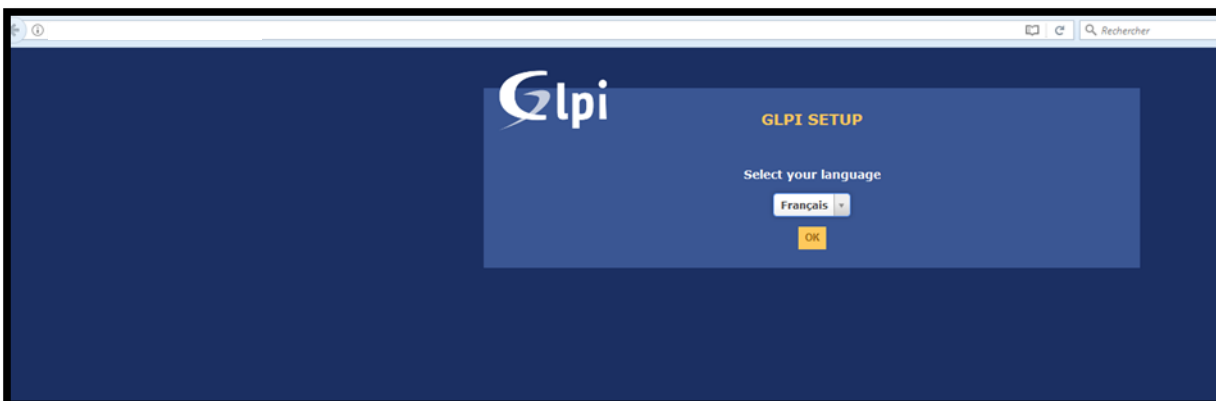 Rechercher
Glpi
GLPI SETUP
Select your language
Français
OK